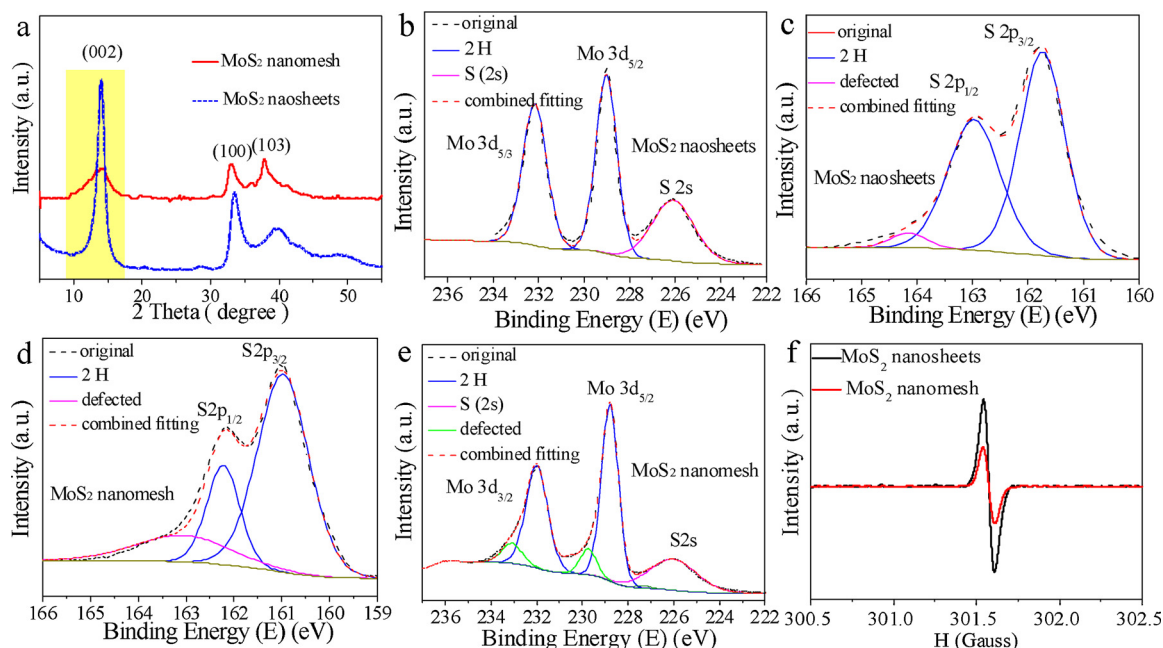 a
(002)
MoS₂ nanomesh
MoS₂ naosheets
(100)
(103)
Intensity (a.u.)
10 20 30 40 50
2 Theta ( degree )
b
original
2 H
S (2s)
combined fitting
Mo 3d₅/₂
Mo 3d₅/₃
MoS₂ naosheets
S 2s
Intensity (a.u.)
236 234 232 230 228 226 224 222
Binding Energy (E) (eV)
c
original
2 H
defected
combined fitting
S 2p₃/₂
S 2p₁/₂
MoS₂ naosheets
Intensity (a.u.)
166 165 164 163 162 161 160
Binding Energy (E) (eV)
d
original
2 H
defected
combined fitting
S2p₃/₂
S2p₁/₂
MoS₂ nanomesh
Intensity (a.u.)
166 165 164 163 162 161 160 159
Binding Energy (E) (eV)
e
original
2 H
S (2s)
defected
combined fitting
Mo 3d₅/₂
Mo 3d₃/₂
MoS₂ nanomesh
S2s
Intensity (a.u.)
236 234 232 230 228 226 224 222
Binding Energy (E) (eV)
f
MoS₂ nanosheets
MoS₂ nanomesh
Intensity (a.u.)
300.5 301.0 301.5 302.0 302.5
H (Gauss)